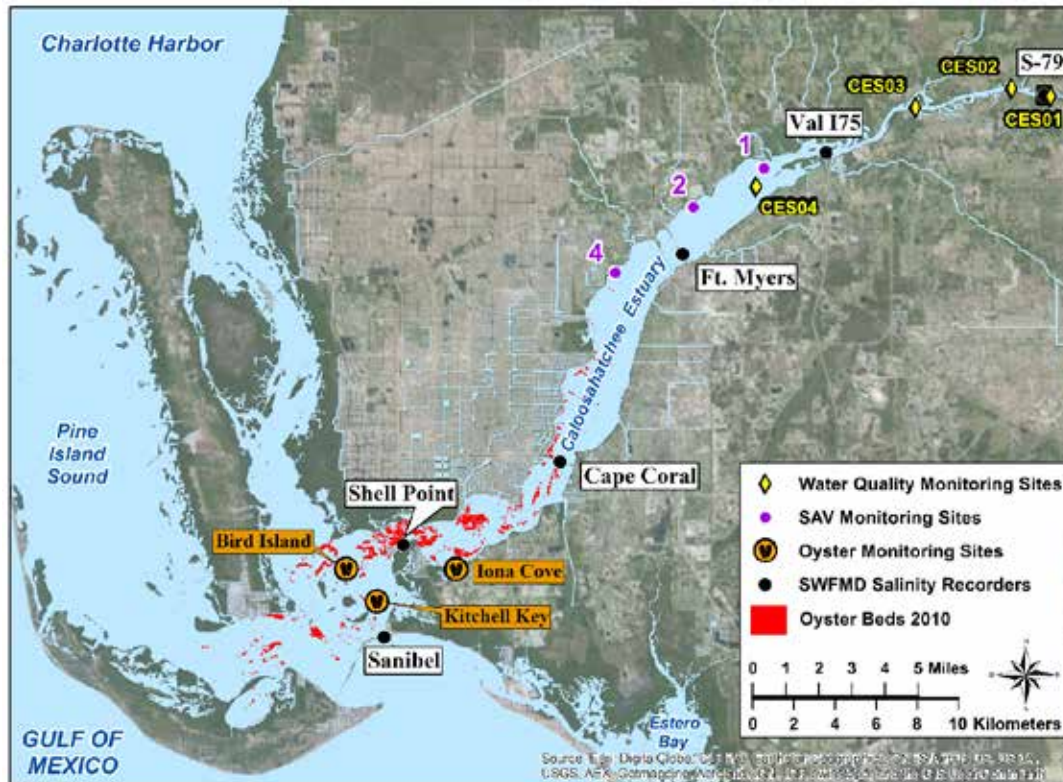 Charlotte Harbor
S-79
CES02
CES03
CES01
Val I75
1
CES04
2
4
Ft. Myers
Caloosahatchee Estuary
Pine
Island
Sound
Cape Coral
Shell Point
Bird Island
Iona Cove
Kitchell Key
Sanibel
Estero
Bay
GULF OF
MEXICO
Water Quality Monitoring Sites
SAV Monitoring Sites
Oyster Monitoring Sites
SWFMD Salinity Recorders
Oyster Beds 2010
0 1 2 3 4 5 Miles
0 2 4 6 8 10 Kilometers